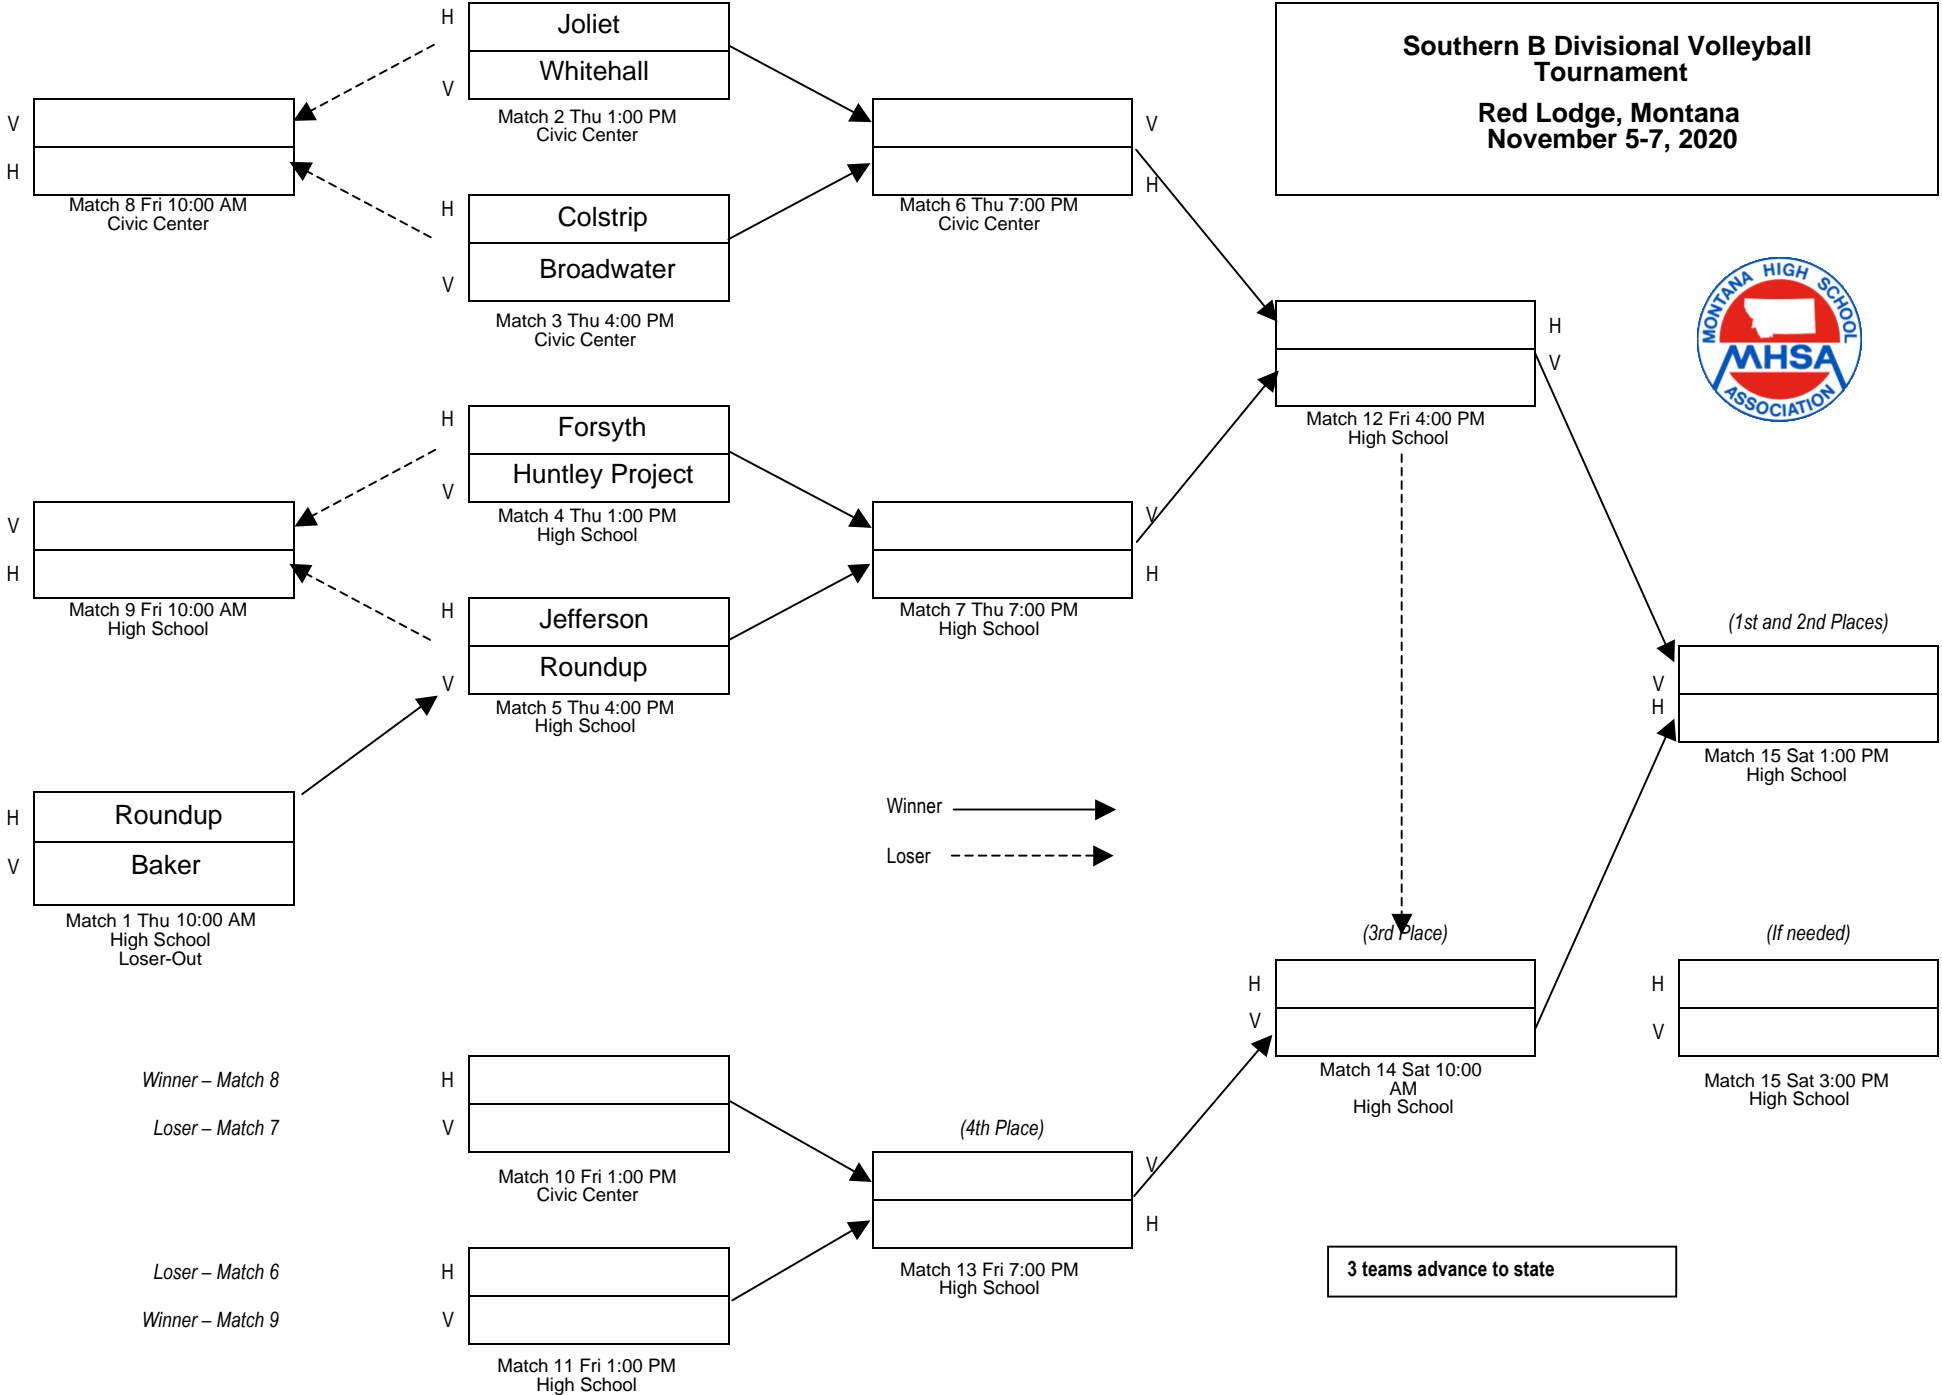 Southern B Divisional Volleyball
Tournament
Red Lodge, Montana
November 5-7, 2020
MONTANA HIGH SCHOOL
MHSA
ASSOCIATION
H
Joliet
V
Whitehall
Match 2 Thu 1:00 PM
Civic Center
V
H
Match 8 Fri 10:00 AM
Civic Center
H
Colstrip
V
Broadwater
Match 3 Thu 4:00 PM
Civic Center
V
H
Match 6 Thu 7:00 PM
Civic Center
H
V
Match 12 Fri 4:00 PM
High School
H
Forsyth
V
Huntley Project
Match 4 Thu 1:00 PM
High School
V
H
Match 9 Fri 10:00 AM
High School
H
Jefferson
V
Roundup
Match 5 Thu 4:00 PM
High School
V
H
Match 7 Thu 7:00 PM
High School
(1st and 2nd Places)
V
H
Match 15 Sat 1:00 PM
High School
H
Roundup
V
Baker
Match 1 Thu 10:00 AM
High School
Loser-Out
Winner
Loser
(3rd Place)
H
V
Match 14 Sat 10:00
AM
High School
(If needed)
H
V
Match 15 Sat 3:00 PM
High School
Winner – Match 8
H
Loser – Match 7
V
Match 10 Fri 1:00 PM
Civic Center
(4th Place)
V
H
Match 13 Fri 7:00 PM
High School
Loser – Match 6
H
Winner – Match 9
V
Match 11 Fri 1:00 PM
High School
3 teams advance to state